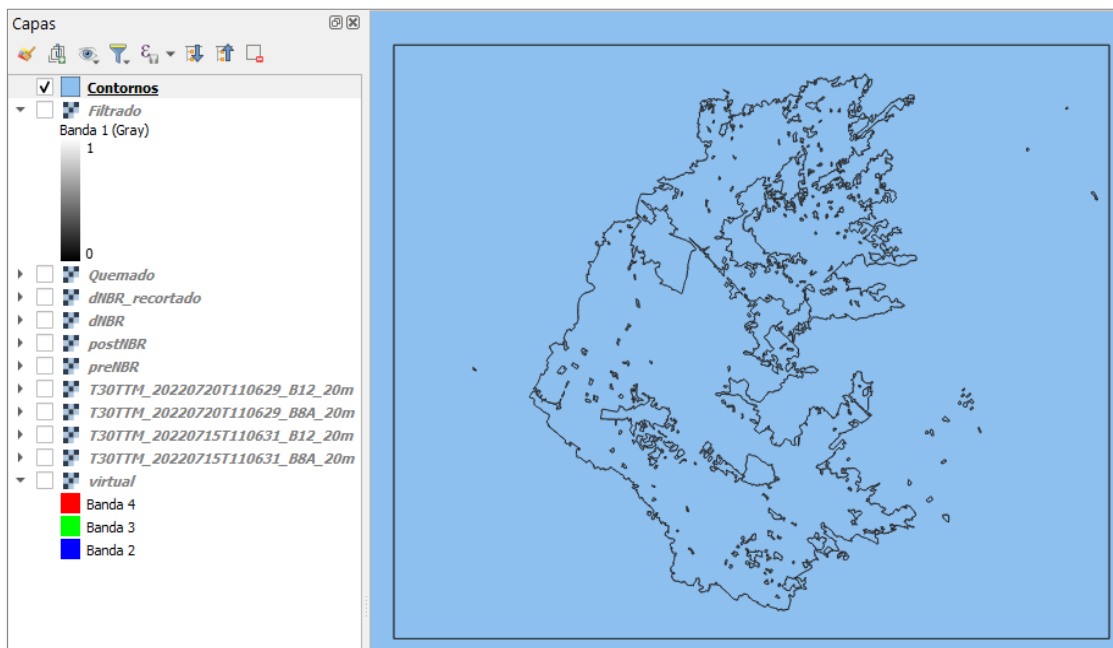 Capas
Contornos
Filtrado
Banda 1 (Gray)
1
0
Quemado
dNBR_recortado
dNBR
postNBR
preNBR
T30TTM_20220720T110629_B12_20m
T30TTM_20220720T110629_B8A_20m
T30TTM_20220715T110631_B12_20m
T30TTM_20220715T110631_B8A_20m
virtual
Banda 4
Banda 3
Banda 2